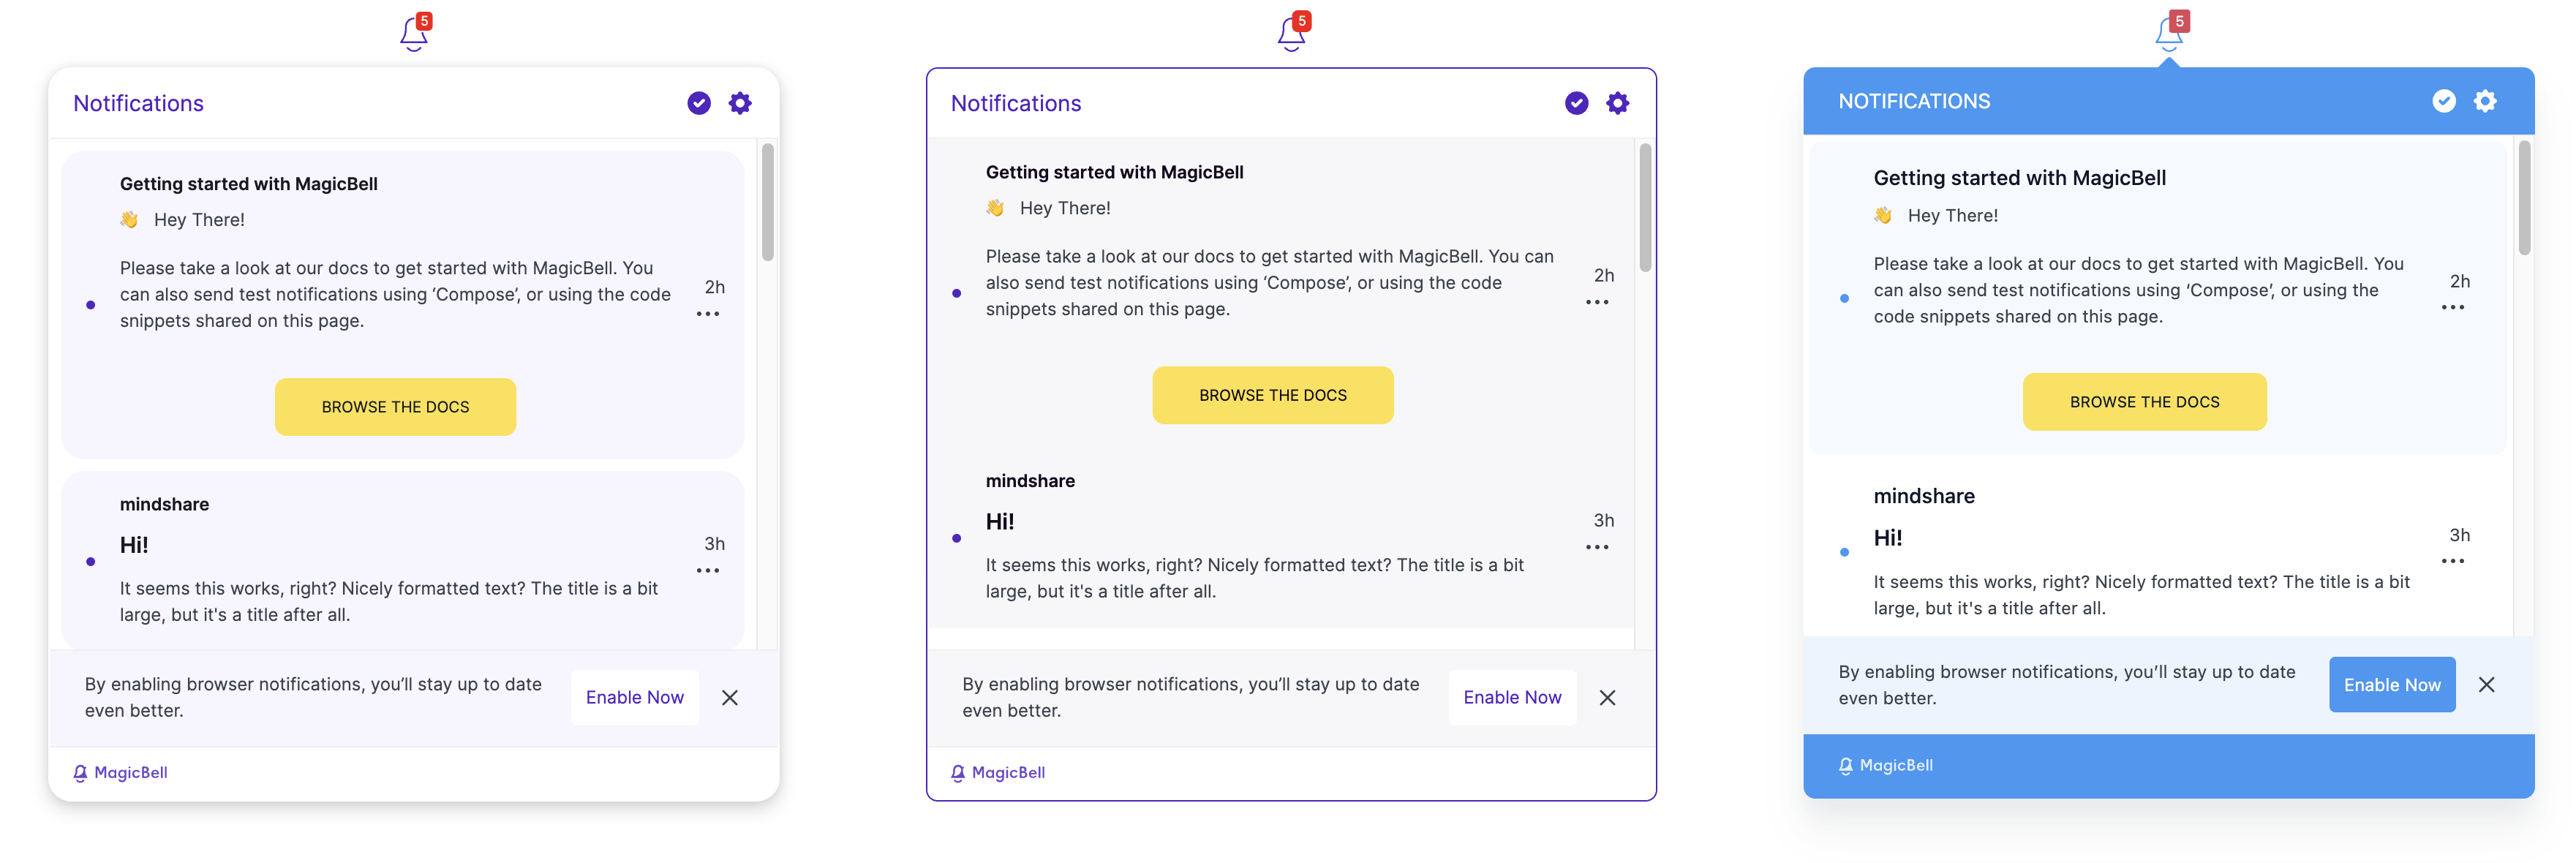 5
Notifications
Getting started with MagicBell
👋 Hey There!
Please take a look at our docs to get started with MagicBell. You
can also send test notifications using ‘Compose’, or using the code
snippets shared on this page.
2h
BROWSE THE DOCS
mindshare
Hi!
3h
It seems this works, right? Nicely formatted text? The title is a bit
large, but it's a title after all.
By enabling browser notifications, you’ll stay up to date
even better.
Enable Now
MagicBell
5
Notifications
Getting started with MagicBell
👋 Hey There!
Please take a look at our docs to get started with MagicBell. You can
also send test notifications using ‘Compose’, or using the code
snippets shared on this page.
2h
BROWSE THE DOCS
mindshare
Hi!
3h
It seems this works, right? Nicely formatted text? The title is a bit
large, but it's a title after all.
By enabling browser notifications, you’ll stay up to date
even better.
Enable Now
MagicBell
5
NOTIFICATIONS
Getting started with MagicBell
👋 Hey There!
Please take a look at our docs to get started with MagicBell. You
can also send test notifications using ‘Compose’, or using the
code snippets shared on this page.
2h
BROWSE THE DOCS
mindshare
Hi!
3h
It seems this works, right? Nicely formatted text? The title is a bit
large, but it's a title after all.
By enabling browser notifications, you’ll stay up to date
even better.
Enable Now
MagicBell